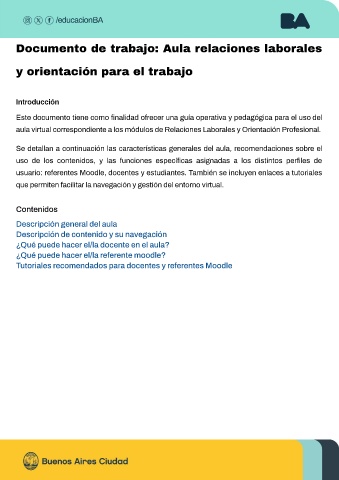 /educacionBA
BA
Documento de trabajo: Aula relaciones laborales
y orientación para el trabajo
Introducción
Este documento tiene como finalidad ofrecer una guía operativa y pedagógica para el uso del
aula virtual correspondiente a los módulos de Relaciones Laborales y Orientación Profesional.
Se detallan a continuación las características generales del aula, recomendaciones sobre el
uso de los contenidos, y las funciones específicas asignadas a los distintos perfiles de
usuario: referentes Moodle, docentes y estudiantes. También se incluyen enlaces a tutoriales
que permiten facilitar la navegación y gestión del entorno virtual.
Contenidos
Descripción general del aula
Descripción de contenido y su navegación
¿Qué puede hacer el/la docente en el aula?
¿Qué puede hacer el/la referente moodle?
Tutoriales recomendados para docentes y referentes Moodle
Buenos Aires Ciudad